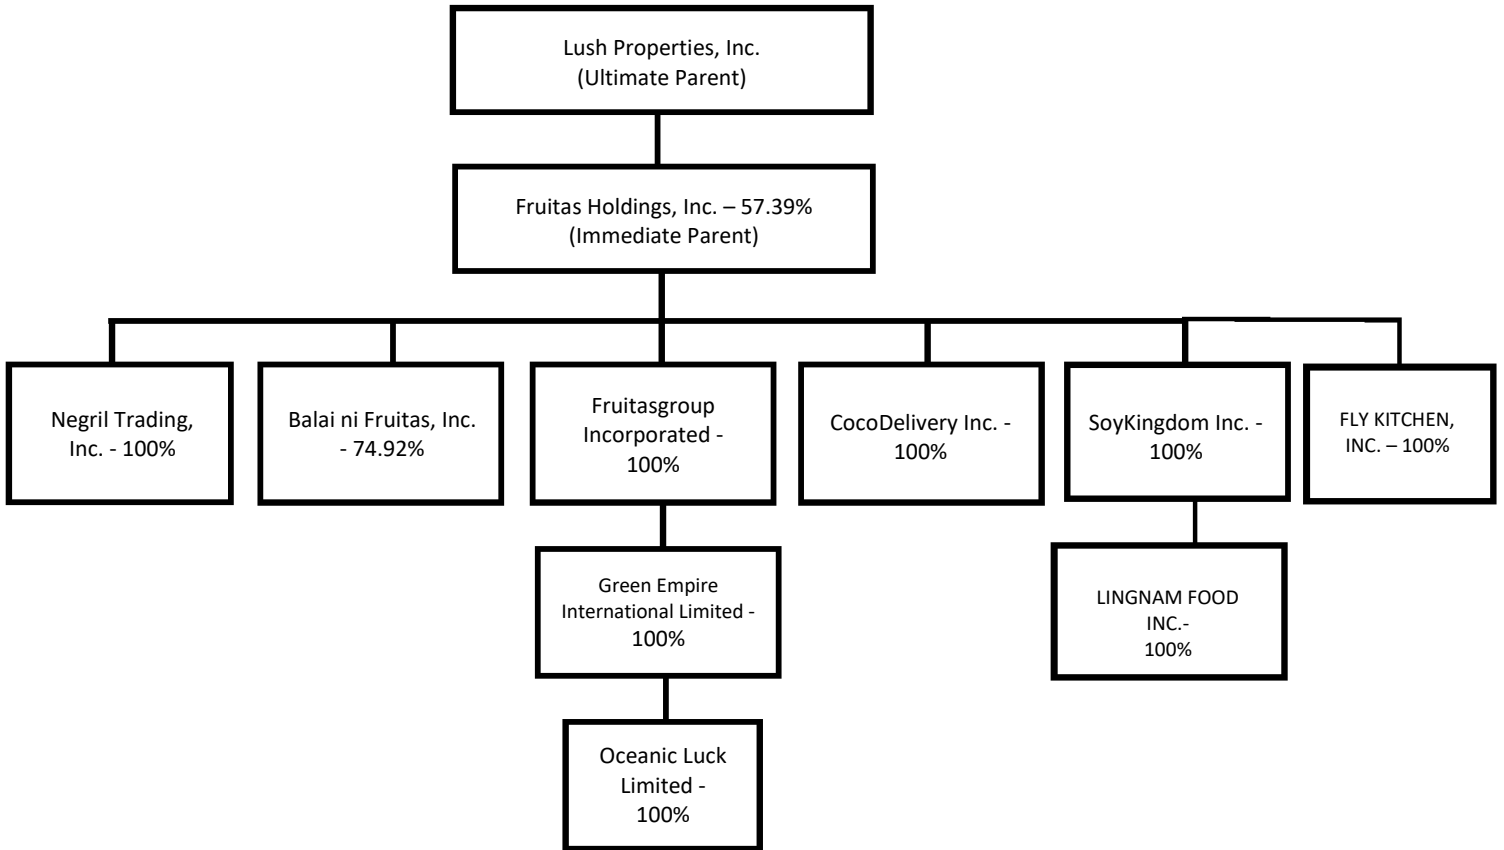 Lush Properties, Inc.
(Ultimate Parent)
Fruitas Holdings, Inc. – 57.39%
(Immediate Parent)
Negril Trading,
Inc. - 100%
Balai ni Fruitas, Inc.
- 74.92%
Fruitasgroup
Incorporated -
100%
CocoDelivery Inc. -
100%
SoyKingdom Inc. -
100%
FLY KITCHEN,
INC. – 100%
Green Empire
International Limited -
100%
LINGNAM FOOD
INC.-
100%
Oceanic Luck
Limited -
100%